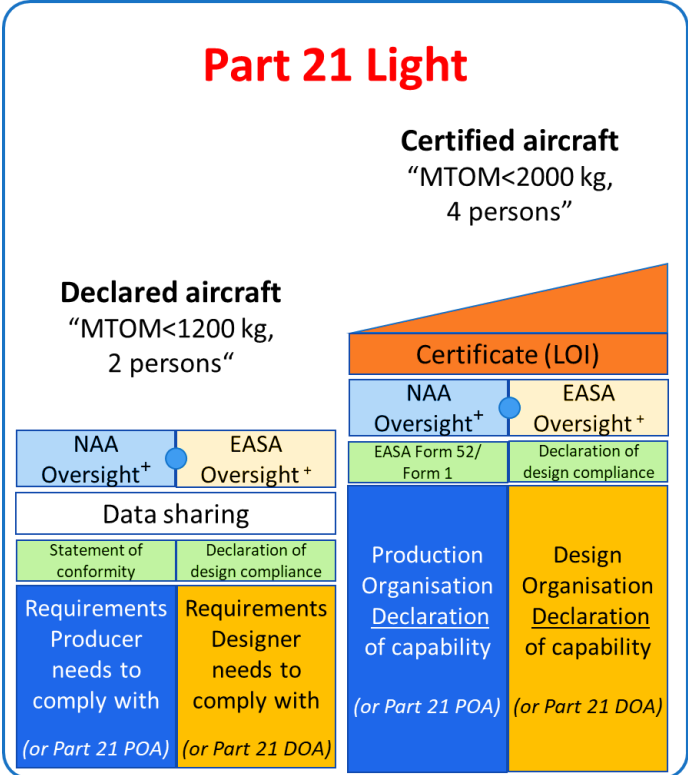 Part 21 Light
Certified aircraft
“MTOM<2000 kg,
4 persons”
Declared aircraft
“MTOM<1200 kg,
2 persons“
Certificate (LOI)
NAA
Oversight+
EASA
Oversight +
EASA Form 52/
Form 1
Declaration of
design compliance
Production
Organisation
Declaration
of capability
(or Part 21 POA)
Design
Organisation
Declaration
of capability
(or Part 21 DOA)
NAA
Oversight+
EASA
Oversight +
Data sharing
Statement of
conformity
Declaration of
design compliance
Requirements
Producer
needs to
comply with
(or Part 21 POA)
Requirements
Designer
needs to
comply with
(or Part 21 DOA)